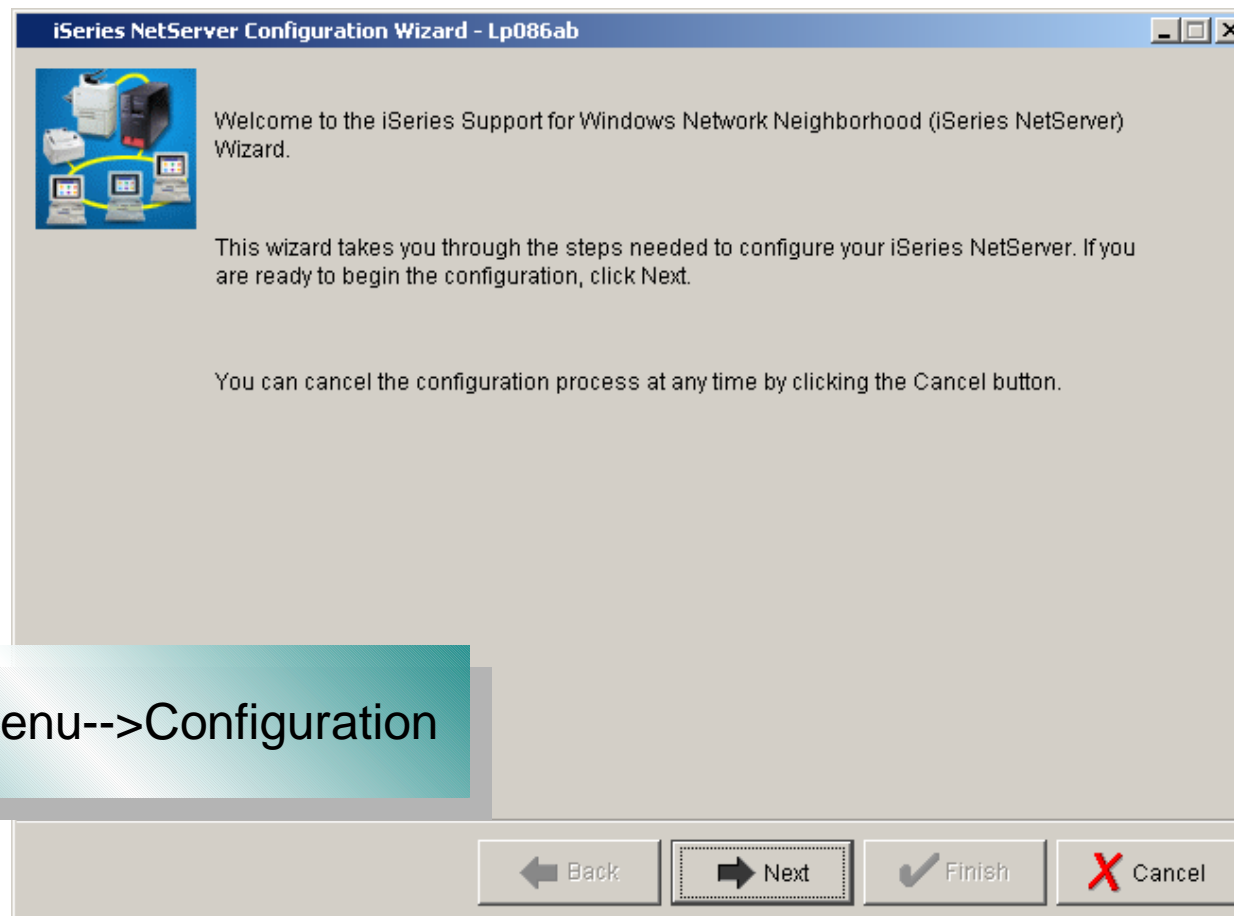 iSeries NetServer Configuration Wizard - Lp086ab
Welcome to the iSeries Support for Windows Network Neighborhood (iSeries NetServer)
Wizard.
This wizard takes you through the steps needed to configure your iSeries NetServer. If you
are ready to begin the configuration, click Next.
You can cancel the configuration process at any time by clicking the Cancel button.
enu-->Configuration
Back
Next
Finish
Cancel